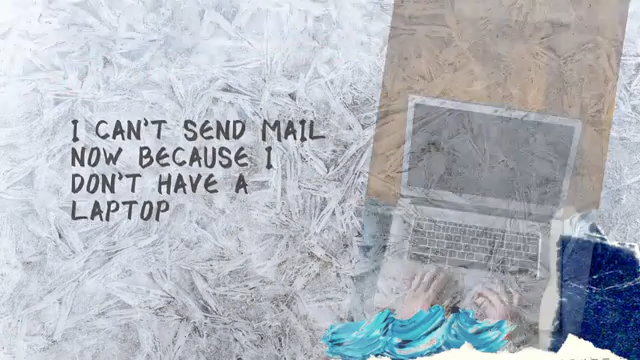 I CAN'T SEND MAIL
NOW BECAUSE I
DON'T HAVE A
LAPTOP